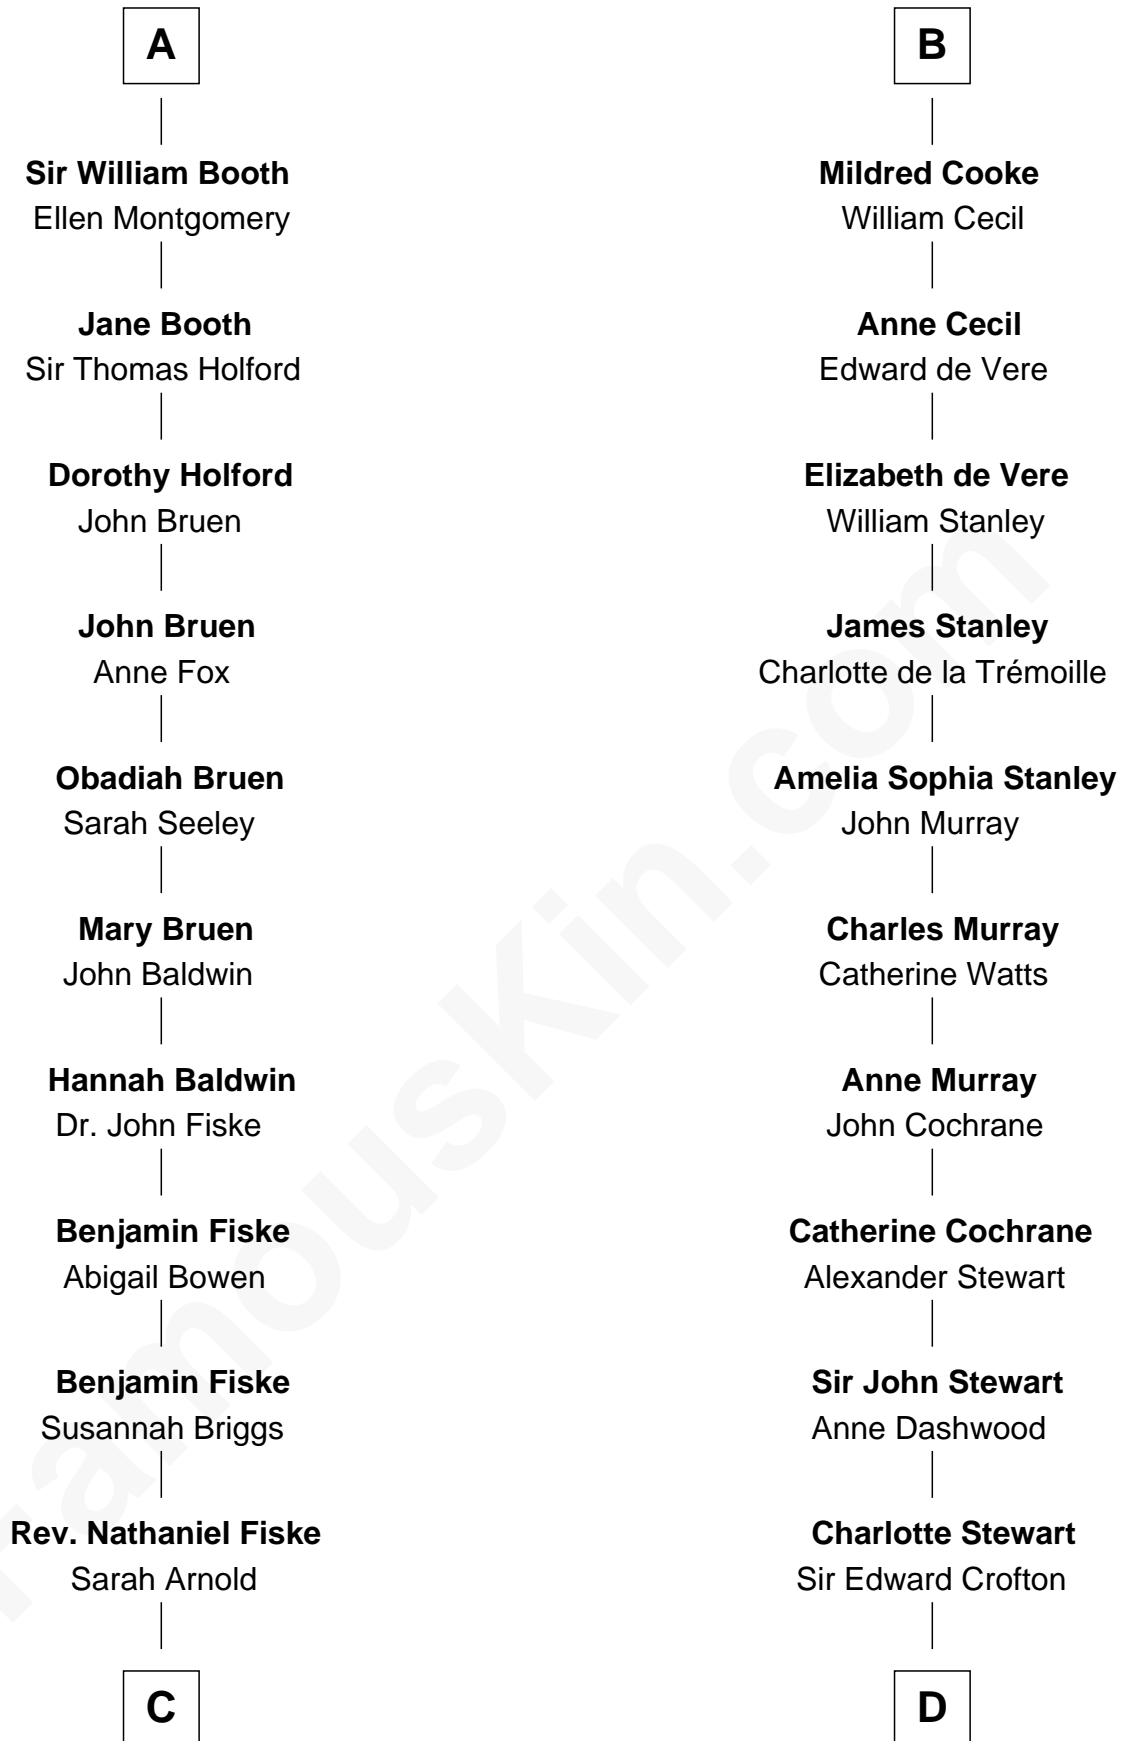 A
Sir William Booth
Ellen Montgomery
Jane Booth
Sir Thomas Holford
Dorothy Holford
John Bruen
John Bruen
Anne Fox
Obadiah Bruen
Sarah Seeley
Mary Bruen
John Baldwin
Hannah Baldwin
Dr. John Fiske
Benjamin Fiske
Abigail Bowen
Benjamin Fiske
Susannah Briggs
Rev. Nathaniel Fiske
Sarah Arnold
C
B
Mildred Cooke
William Cecil
Anne Cecil
Edward de Vere
Elizabeth de Vere
William Stanley
James Stanley
Charlotte de la Trémoille
Amelia Sophia Stanley
John Murray
Charles Murray
Catherine Watts
Anne Murray
John Cochrane
Catherine Cochrane
Alexander Stewart
Sir John Stewart
Anne Dashwood
Charlotte Stewart
Sir Edward Crofton
D
FamousKin.com